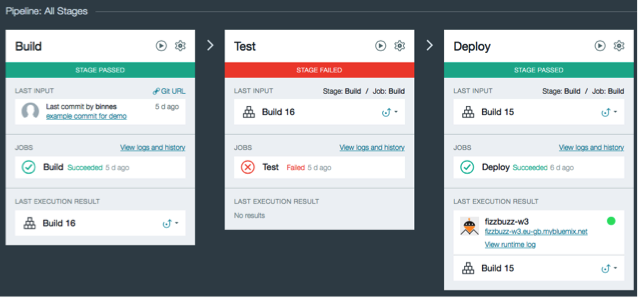 Pipeline: All Stages
Build
STAGE PASSED
LAST INPUT
Git URL
Last commit by binnes
5 d ago
example commit for demo
JOBS
View logs and history
Build Succeeded 5 d ago
LAST EXECUTION RESULT
Build 16
Test
STAGE FAILED
LAST INPUT
Stage: Build / Job: Build
Build 16
JOBS
View logs and history
Test Failed 5 d ago
LAST EXECUTION RESULT
No results
Deploy
STAGE PASSED
LAST INPUT
Stage: Build / Job: Build
Build 15
JOBS
View logs and history
Deploy Succeeded 6 d ago
LAST EXECUTION RESULT
fizzbuzz-w3
fizzbuzz-w3.eu-gb.mybluemix.net
View runtime log
Build 15